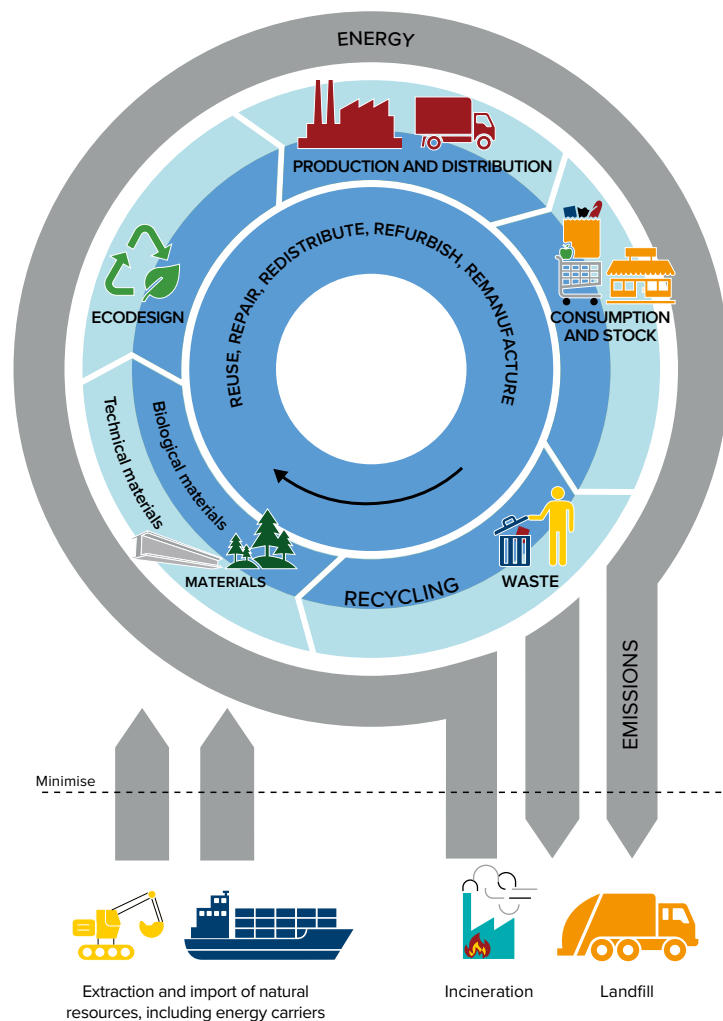 ENERGY
PRODUCTION AND DISTRIBUTION
REUSE, REPAIR, REDISTRIBUTE, REFURBISH, REMANUFACTURE
ECODESIGN
CONSUMPTION
AND STOCK
Technical materials
Biological materials
MATERIALS
RECYCLING
WASTE
EMISSIONS
Minimise
Extraction and import of natural
resources, including energy carriers
Incineration
Landfill